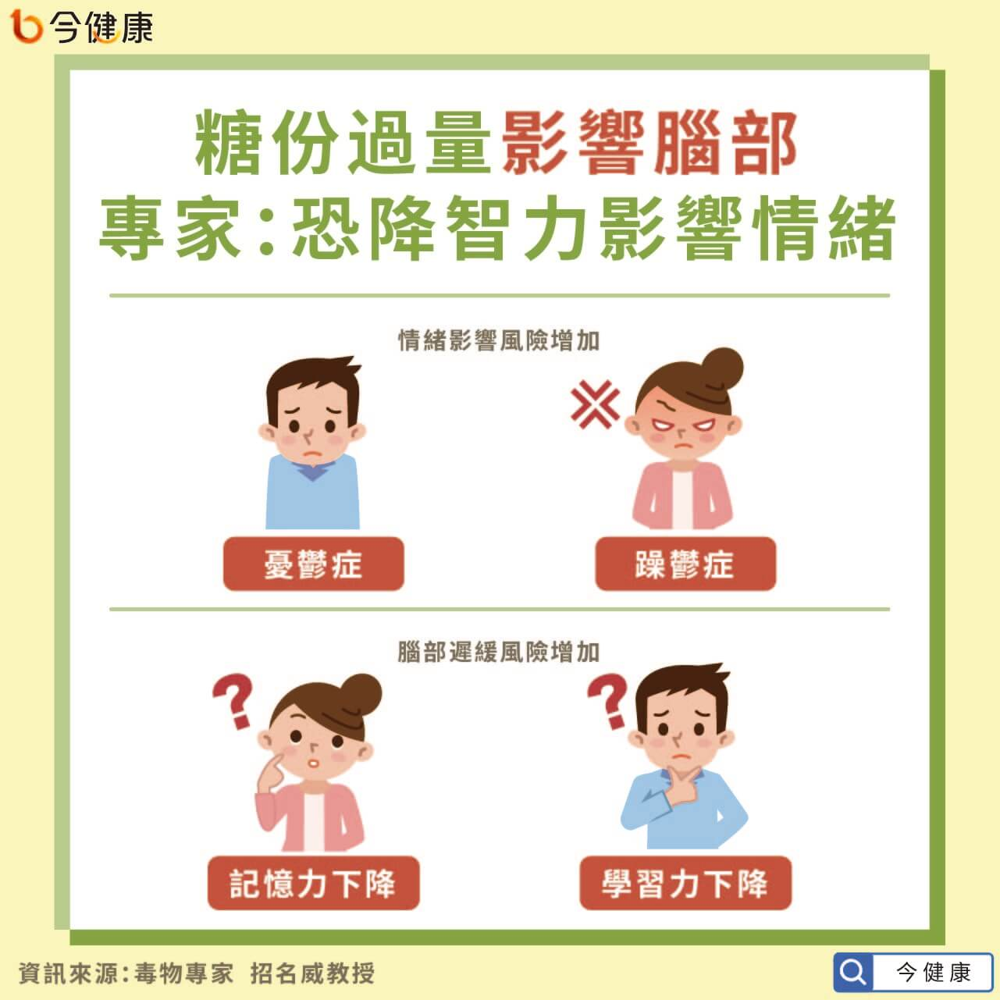 今健康
糖份過量影響腦部
專家：恐降智力影響情緒
情緒影響風險增加
憂鬱症
躁鬱症
腦部遲緩風險增加
?
?
記憶力下降
學習力下降
資訊來源：毒物專家 招名威教授
今健康